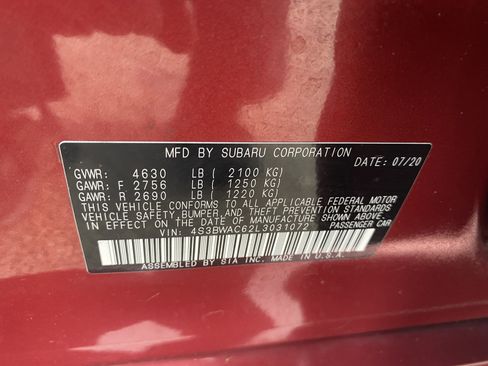 MFD BY SUBARU CORPORATION
DATE: 07/20
GVWR: 4630 LB ( 2100 KG)
GAWR: F 2756 LB ( 1250 KG)
GAWR: R 2690 LB ( 1220 KG)
THIS VEHICLE CONFORMS TO ALL APPLICABLE FEDERAL MOTOR
VEHICLE SAFETY, BUMPER, AND THEFT PREVENTION STANDARDS
IN EFFECT ON THE DATE OF MANUFACTURE SHOWN ABOVE.
VIN: 4S3BWAC62L3031072 PASSENGER CAR
ASSEMBLED BY SIA INC. MADE IN U.S.A.